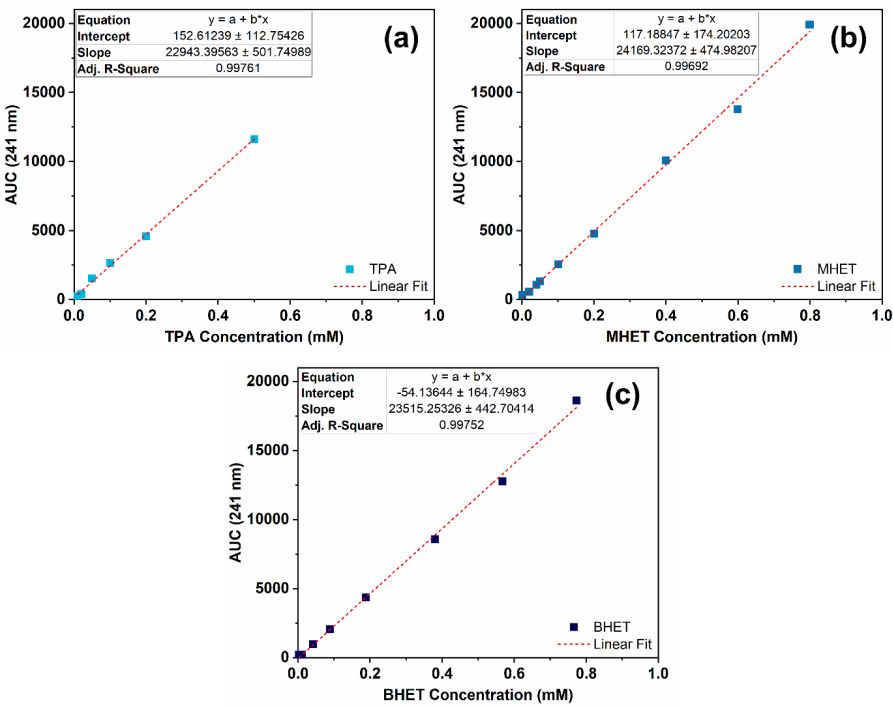 Equation y = a + b*x
Intercept 152.61239 ± 112.75426
Slope 22943.39563 ± 501.74989
Adj. R-Square 0.99761
(a)
20000
15000
10000
5000
0
AUC (241 nm)
TPA
Linear Fit
0.0 0.2 0.4 0.6 0.8 1.0
TPA Concentration (mM)
Equation y = a + b*x
Intercept 117.18847 ± 174.20203
Slope 24169.32372 ± 474.98207
Adj. R-Square 0.99692
(b)
20000
15000
10000
5000
0
AUC (241 nm)
MHET
Linear Fit
0.0 0.2 0.4 0.6 0.8 1.0
MHET Concentration (mM)
Equation y = a + b*x
Intercept -54.13644 ± 164.74983
Slope 23515.25326 ± 442.70414
Adj. R-Square 0.99752
(c)
20000
15000
10000
5000
0
AUC (241 nm)
BHET
Linear Fit
0.0 0.2 0.4 0.6 0.8 1.0
BHET Concentration (mM)